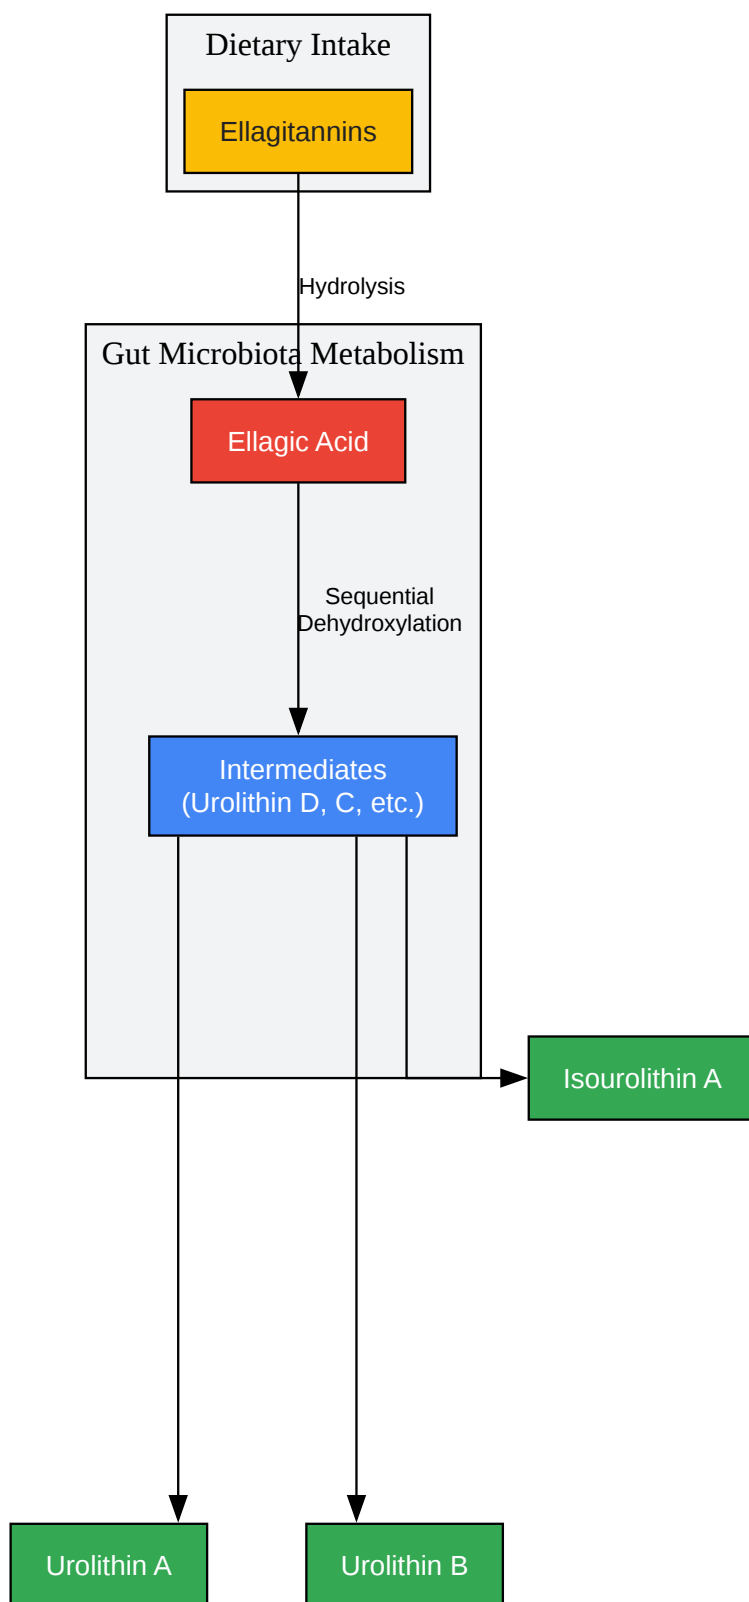 Dietary Intake
Ellagitannins
Hydrolysis
Gut Microbiota Metabolism
Ellagic Acid
Sequential
Dehydroxylation
Intermediates
(Urolithin D, C, etc.)
Isourolithin A
Urolithin A
Urolithin B